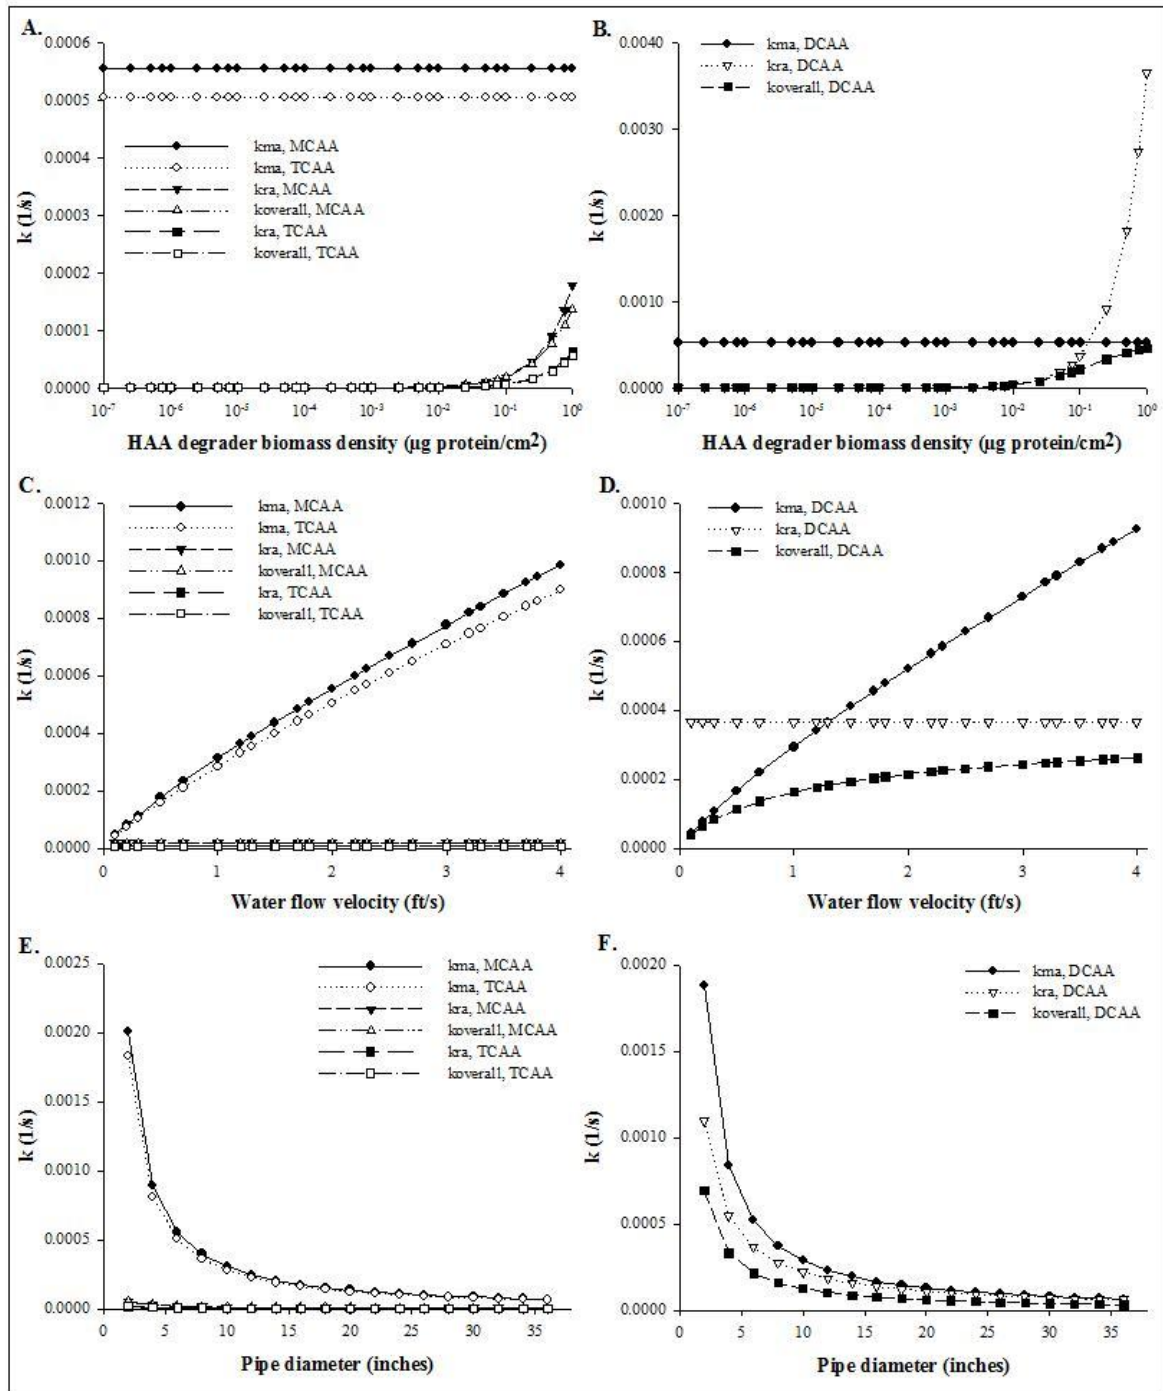 A.
0.0006
0.0005
0.0004
0.0003
0.0002
0.0001
0.0000
k (1/s)
kma, MCAA
kma, TCAA
kra, MCAA
koverall, MCAA
kra, TCAA
koverall, TCAA
10⁻⁷ 10⁻⁶ 10⁻⁵ 10⁻⁴ 10⁻³ 10⁻² 10⁻¹ 10⁰
HAA degrader biomass density (µg protein/cm²)
B.
0.0040
0.0030
0.0020
0.0010
0.0000
k (1/s)
kma, DCAA
kra, DCAA
koverall, DCAA
10⁻⁷ 10⁻⁶ 10⁻⁵ 10⁻⁴ 10⁻³ 10⁻² 10⁻¹ 10⁰
HAA degrader biomass density (µg protein/cm²)
C.
0.0012
0.0010
0.0008
0.0006
0.0004
0.0002
0.0000
k (1/s)
kma, MCAA
kma, TCAA
kra, MCAA
koverall, MCAA
kra, TCAA
koverall, TCAA
0 1 2 3 4
Water flow velocity (ft/s)
D.
0.0010
0.0008
0.0006
0.0004
0.0002
0.0000
k (1/s)
kma, DCAA
kra, DCAA
koverall, DCAA
0 1 2 3 4
Water flow velocity (ft/s)
E.
0.0025
0.0020
0.0015
0.0010
0.0005
0.0000
k (1/s)
kma, MCAA
kma, TCAA
kra, MCAA
koverall, MCAA
kra, TCAA
koverall, TCAA
0 5 10 15 20 25 30 35
Pipe diameter (inches)
F.
0.0020
0.0015
0.0010
0.0005
0.0000
k (1/s)
kma, DCAA
kra, DCAA
koverall, DCAA
0 5 10 15 20 25 30 35
Pipe diameter (inches)